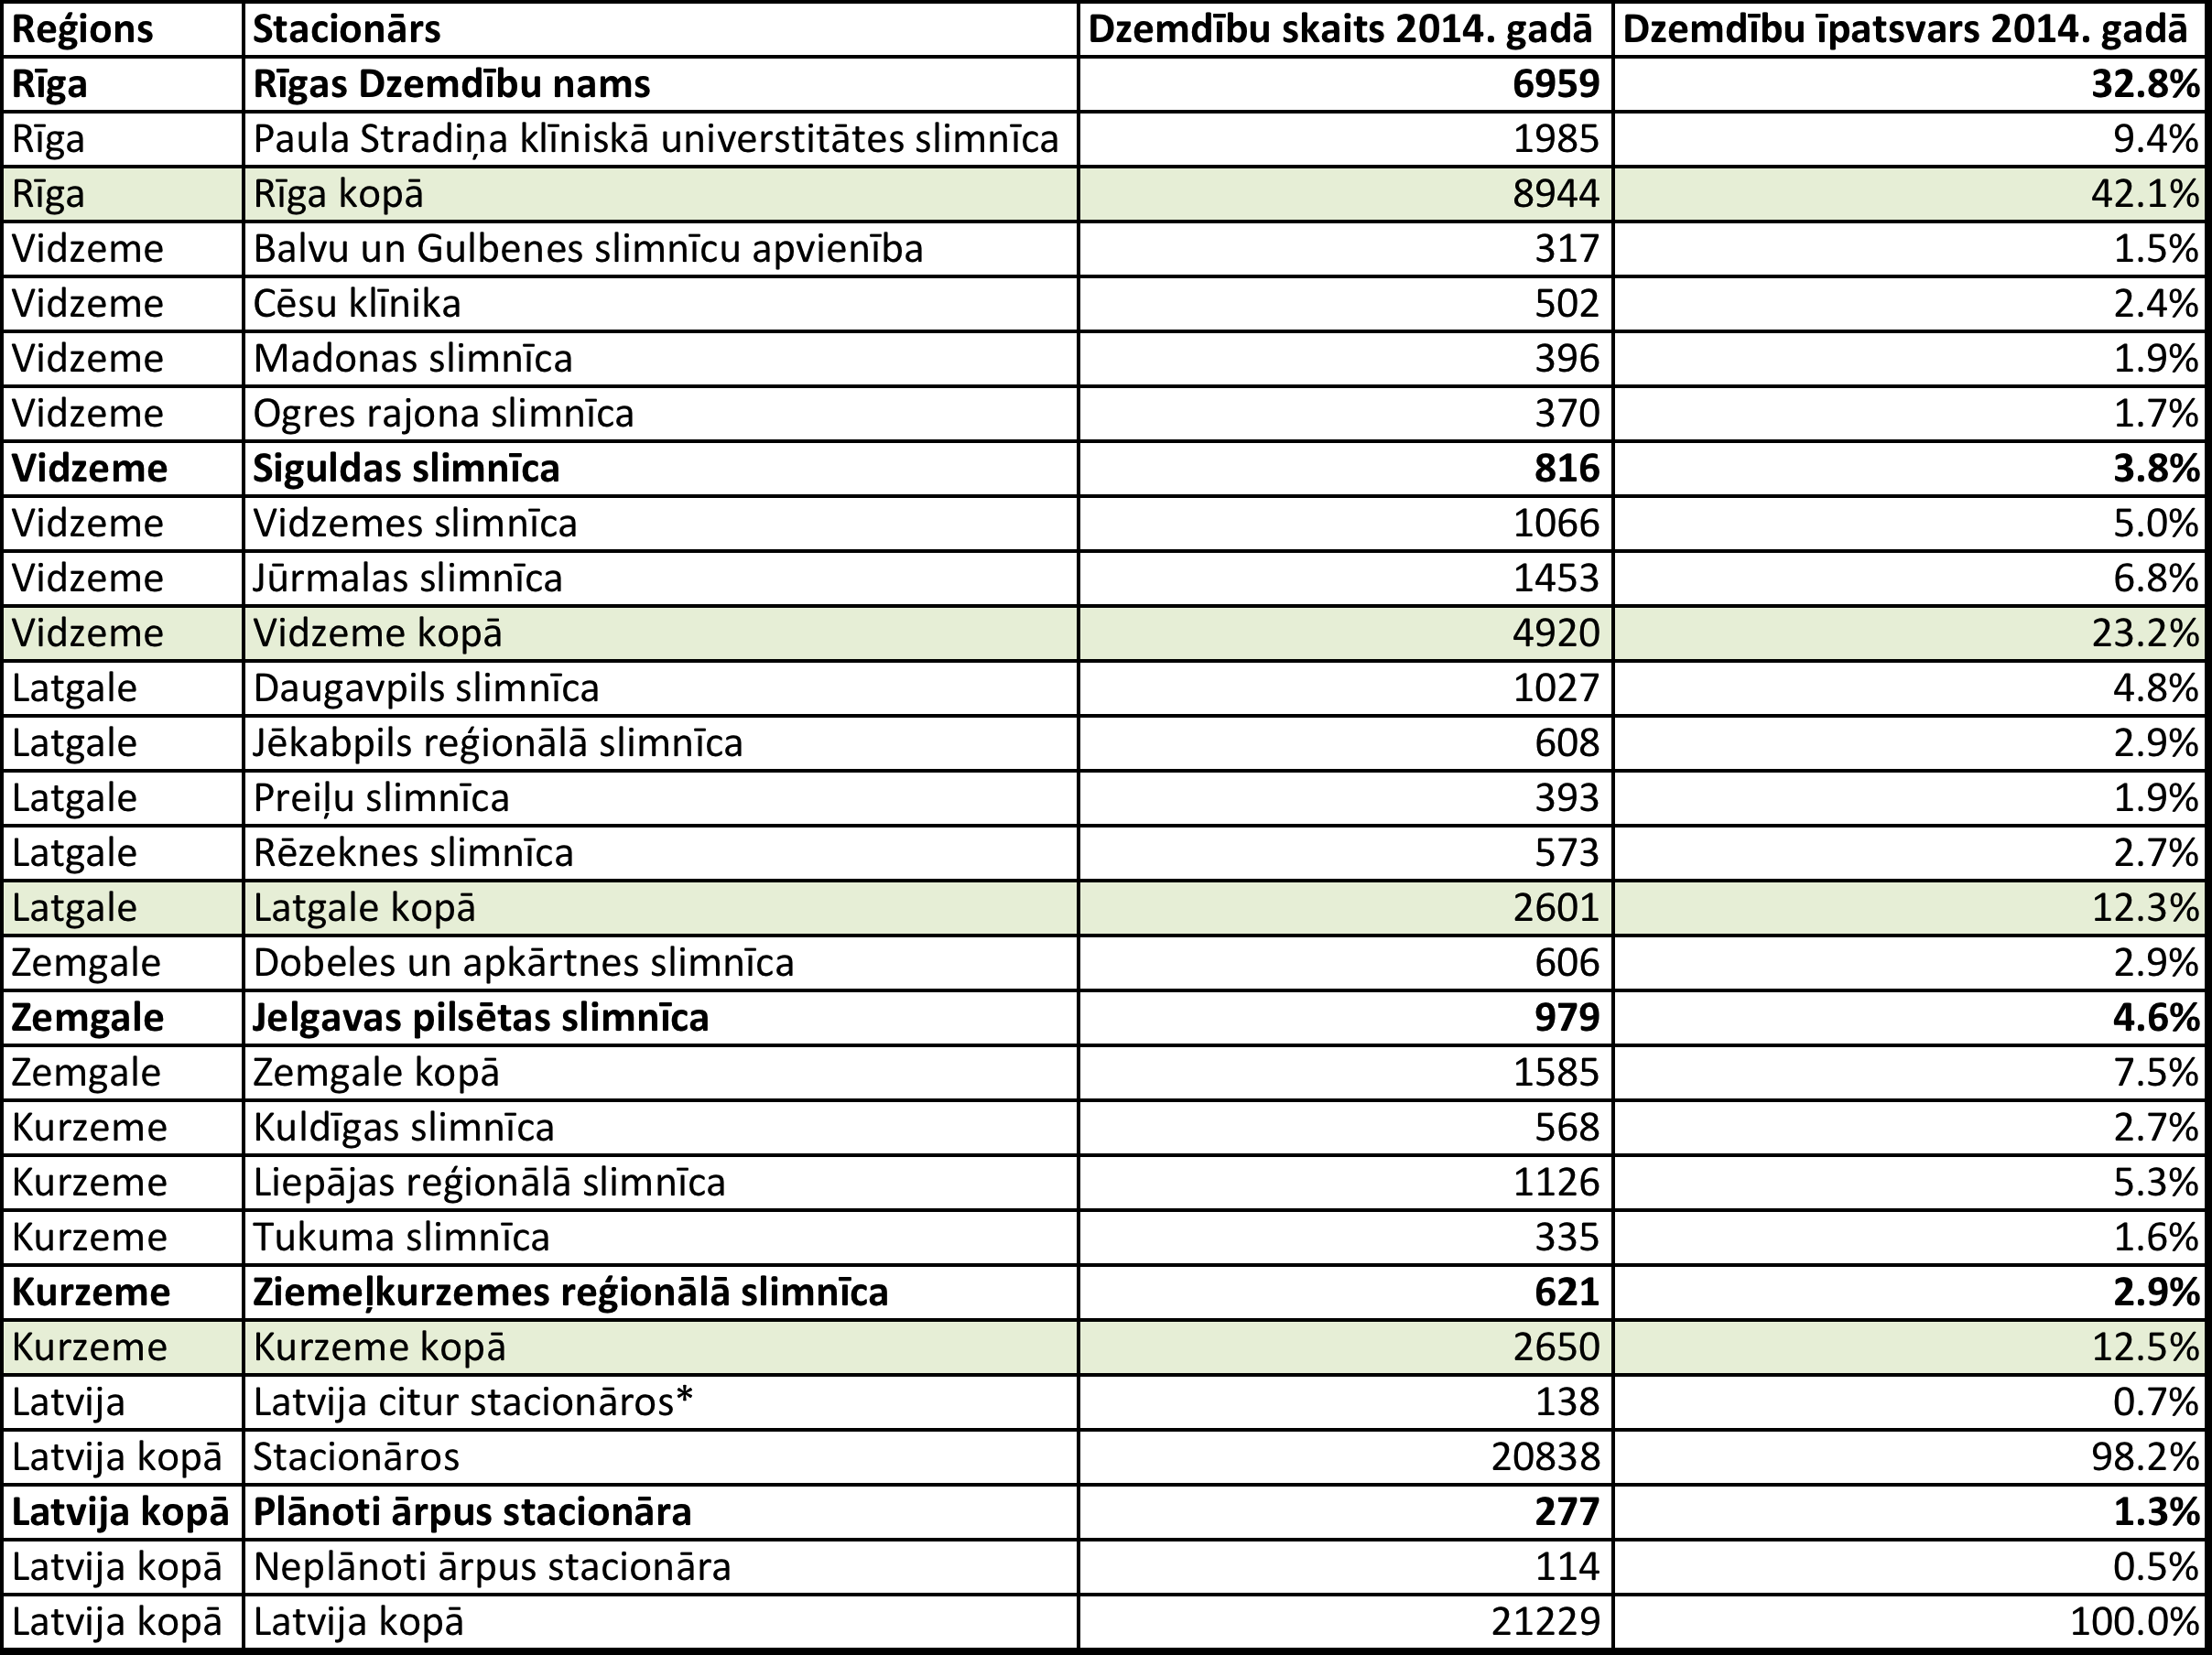 Reģions Stacionārs Dzemdību skaits 2014. gadā Dzemdību īpatsvars 2014. gadā
Rīga Rīgas Dzemdību nams 6959 32.8%
Rīga Paula Stradiņa klīniskā universtitātes slimnīca 1985 9.4%
Rīga Rīga kopā 8944 42.1%
Vidzeme Balvu un Gulbenes slimnīcu apvienība 317 1.5%
Vidzeme Cēsu klīnika 502 2.4%
Vidzeme Madonas slimnīca 396 1.9%
Vidzeme Ogres rajona slimnīca 370 1.7%
Vidzeme Siguldas slimnīca 816 3.8%
Vidzeme Vidzemes slimnīca 1066 5.0%
Vidzeme Jūrmalas slimnīca 1453 6.8%
Vidzeme Vidzeme kopā 4920 23.2%
Latgale Daugavpils slimnīca 1027 4.8%
Latgale Jēkabpils reģionālā slimnīca 608 2.9%
Latgale Preiļu slimnīca 393 1.9%
Latgale Rēzeknes slimnīca 573 2.7%
Latgale Latgale kopā 2601 12.3%
Zemgale Dobeles un apkārtnes slimnīca 606 2.9%
Zemgale Jelgavas pilsētas slimnīca 979 4.6%
Zemgale Zemgale kopā 1585 7.5%
Kurzeme Kuldīgas slimnīca 568 2.7%
Kurzeme Liepājas reģionālā slimnīca 1126 5.3%
Kurzeme Tukuma slimnīca 335 1.6%
Kurzeme Ziemeļkurzemes reģionālā slimnīca 621 2.9%
Kurzeme Kurzeme kopā 2650 12.5%
Latvija Latvija citur stacionāros* 138 0.7%
Latvija kopā Stacionāros 20838 98.2%
Latvija kopā Plānoti ārpus stacionāra 277 1.3%
Latvija kopā Neplānoti ārpus stacionāra 114 0.5%
Latvija kopā Latvija kopā 21229 100.0%